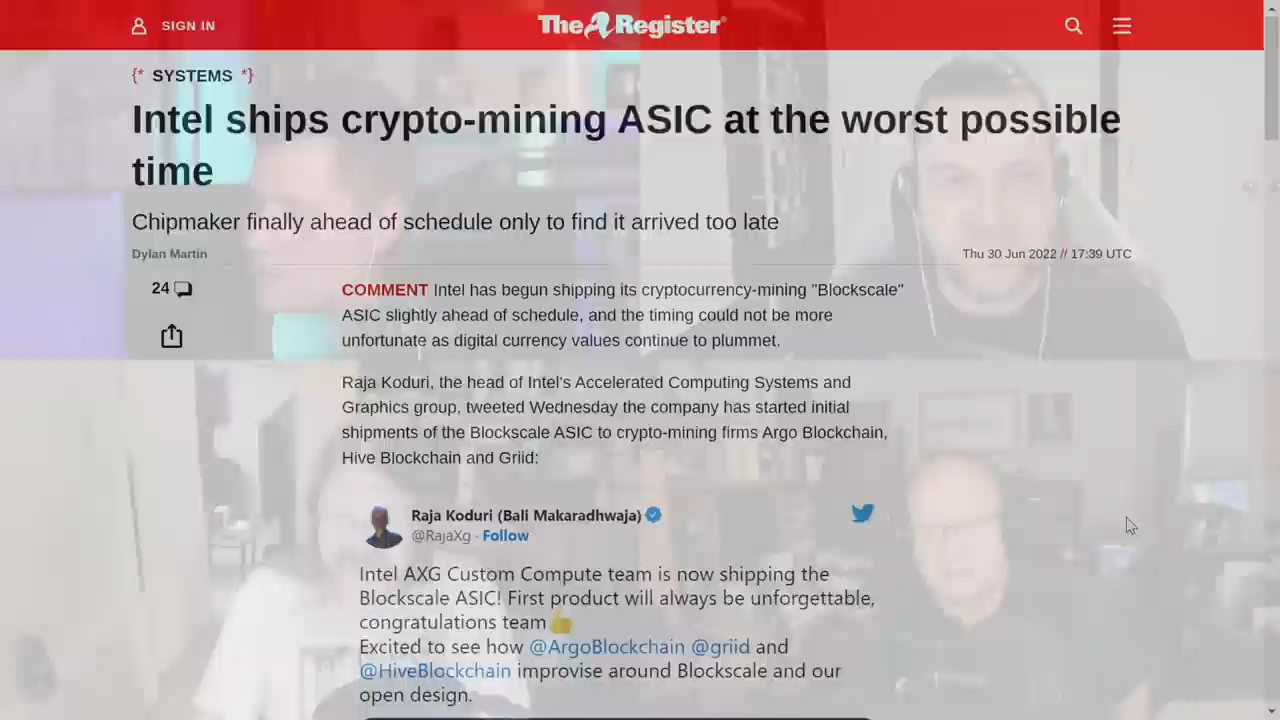 SIGN IN
The Register
{* SYSTEMS *}
Intel ships crypto-mining ASIC at the worst possible
time
Chipmaker finally ahead of schedule only to find it arrived too late
Dylan Martin
Thu 30 Jun 2022 // 17:39 UTC
24
COMMENT Intel has begun shipping its cryptocurrency-mining "Blockscale"
ASIC slightly ahead of schedule, and the timing could not be more
unfortunate as digital currency values continue to plummet.
Raja Koduri, the head of Intel's Accelerated Computing Systems and
Graphics group, tweeted Wednesday the company has started initial
shipments of the Blockscale ASIC to crypto-mining firms Argo Blockchain,
Hive Blockchain and Griid:
Raja Koduri (Bali Makaradhwaja)
@RajaXg · Follow
Intel AXG Custom Compute team is now shipping the
Blockscale ASIC! First product will always be unforgettable,
congratulations team👍
Excited to see how @ArgoBlockchain @griid and
@HiveBlockchain improvise around Blockscale and our
open design.